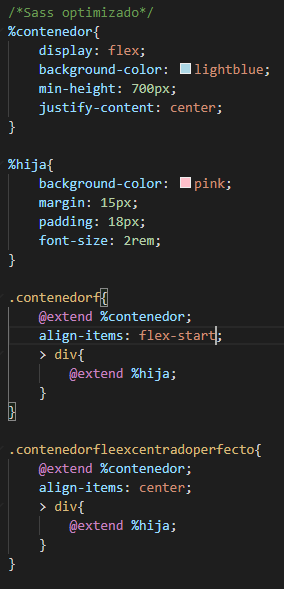 /*Sass optimizado*/
%contenedor{
    display: flex;
    background-color: lightblue;
    min-height: 700px;
    justify-content: center;
}

%hija{
    background-color: pink;
    margin: 15px;
    padding: 18px;
    font-size: 2rem;
}

.contenedorf{
    @extend %contenedor;
    align-items: flex-start;
    > div{
        @extend %hija;
    }
}

.contenedorfleexcentradoperfecto{
    @extend %contenedor;
    align-items: center;
    > div{
        @extend %hija;
    }
}